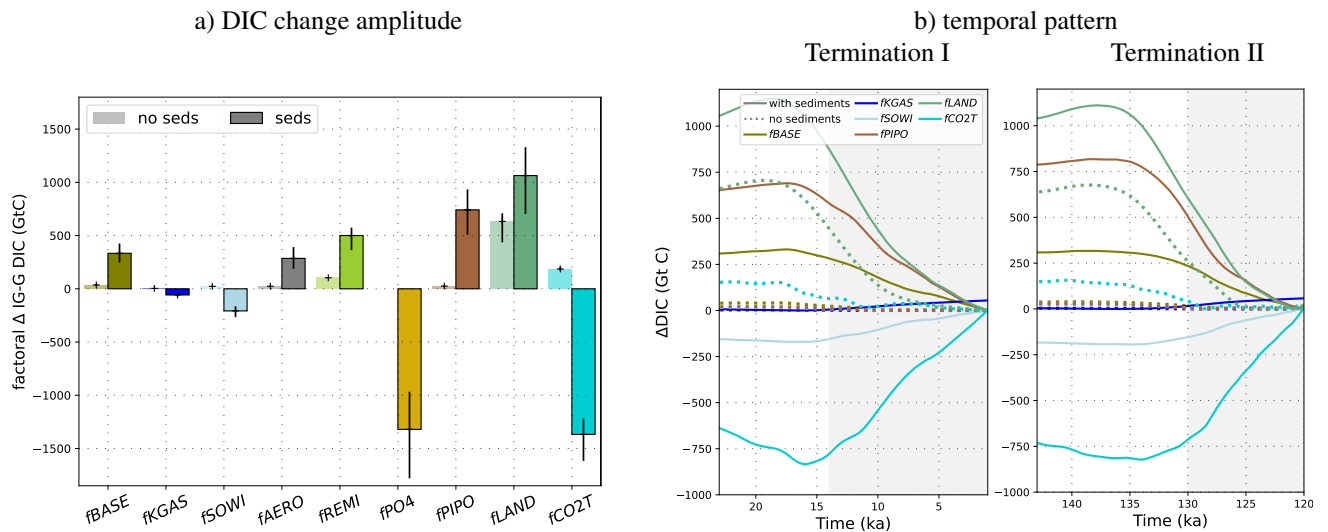 a) DIC change amplitude
factoral Δ IG-G DIC (GtC)
1500
1000
500
0
−500
−1000
−1500
no seds seds
fBASE fKGAS fSOWI fAERO fREMI fPO4 fPIPO fLAND fCO2T
b) temporal pattern
Termination I Termination II
ΔDIC (Gt C)
1000
750
500
250
0
−250
−500
−750
−1000
with sediments fKGAS fLAND
no sediments fSOWI fCO2T
fBASE fPIPO
20 15 10 5
Time (ka)
1000
750
500
250
0
−250
−500
−750
−1000
140 135 130 125 120
Time (ka)